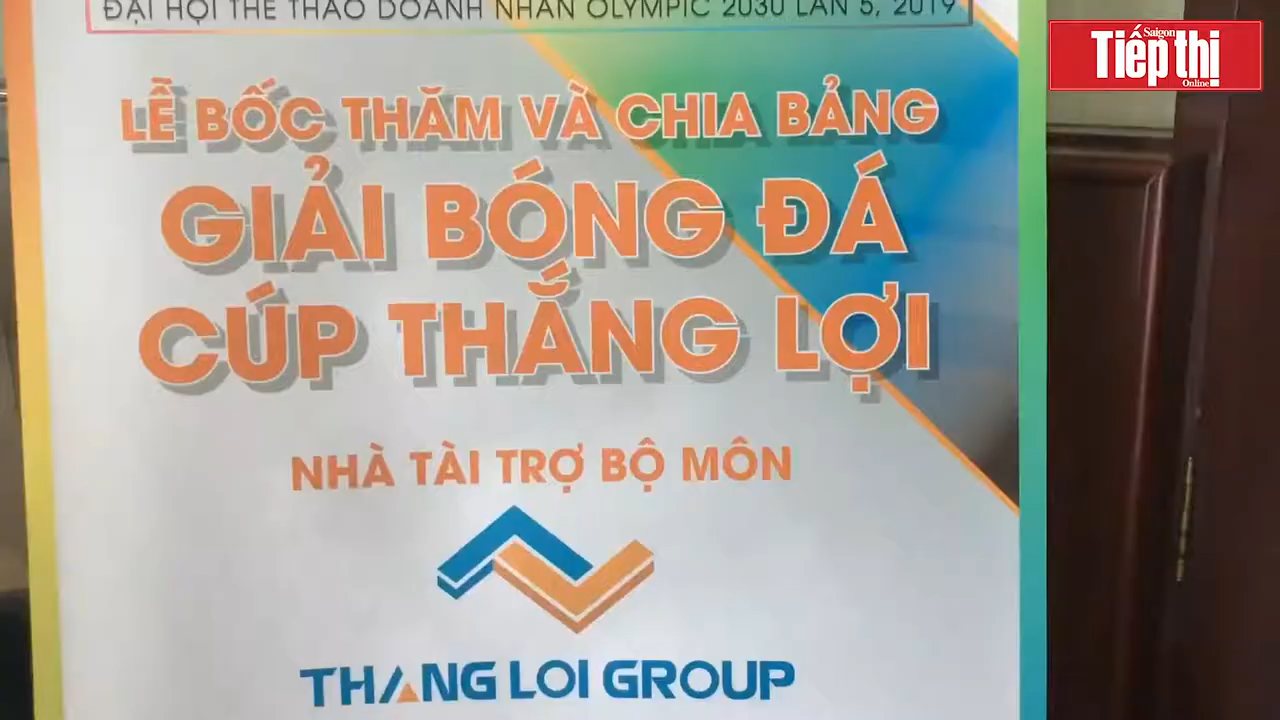 ĐẠI HỘI THỂ THAO DOANH NHÂN OLYMPIC 2030 LẦN 5, 2019
Saigon
Tiếp thị
Online
LỄ BỐC THĂM VÀ CHIA BẢNG
GIẢI BÓNG ĐÁ
CÚP THẮNG LỢI
NHÀ TÀI TRỢ BỘ MÔN
THANG LOI GROUP